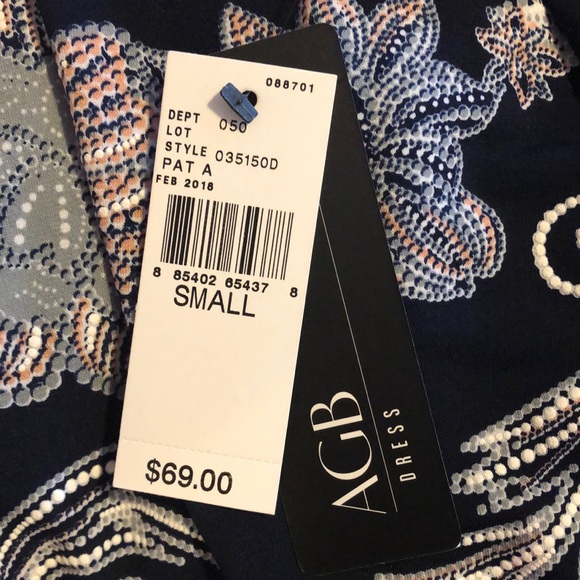 088701
DEPT 050
LOT
STYLE 035150D
PAT A
FEB 2018
8 85402 65437 8
SMALL
$69.00
AGB
DRESS